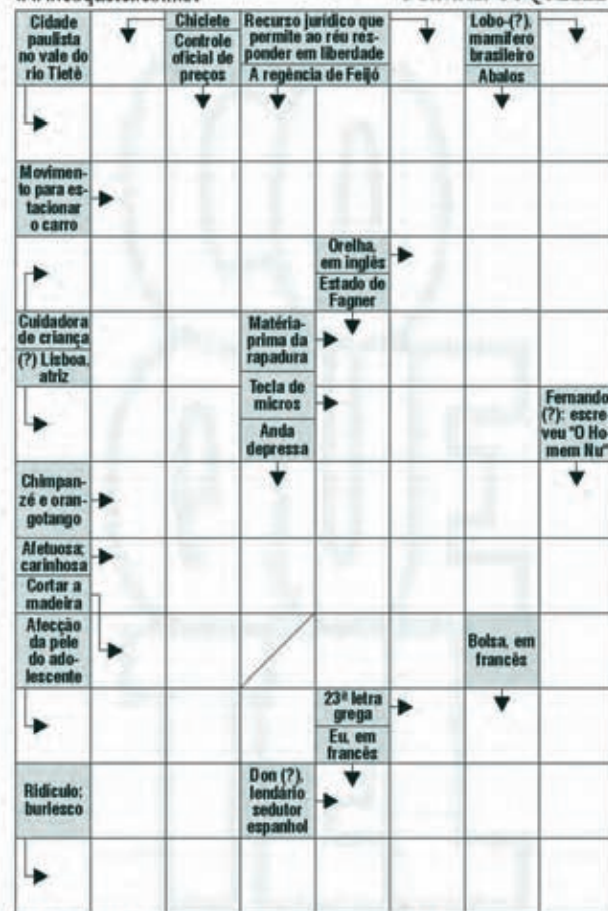 Cidade
paulista
no vale do
rio Tietê
Chiclete
Controle
oficial de
preços
Recurso jurídico que
permite ao réu res-
ponder em liberdade
A regência de Feijó
Lobo-(?),
mamífero
brasileiro
Abalos
Movimen-
to para es-
tacionar
o carro
Orelha,
em inglês
Estado de
Fagner
Cuidadora
de criança
(?) Lisboa,
atriz
Matéria-
prima da
rapadura
Tecla de
micros
Anda
depressa
Fernando
(?): escre-
veu "O Ho-
mem Nu"
Chimpan-
zé e oran-
gotango
Afetuosa;
carinhosa
Cortar a
madeira
Afecção
da pele
do ado-
lescente
Bolsa, em
francês
23ª letra
grega
Eu, em
francês
Ridículo;
burlesco
Don (?),
lendário
sedutor
espanhol